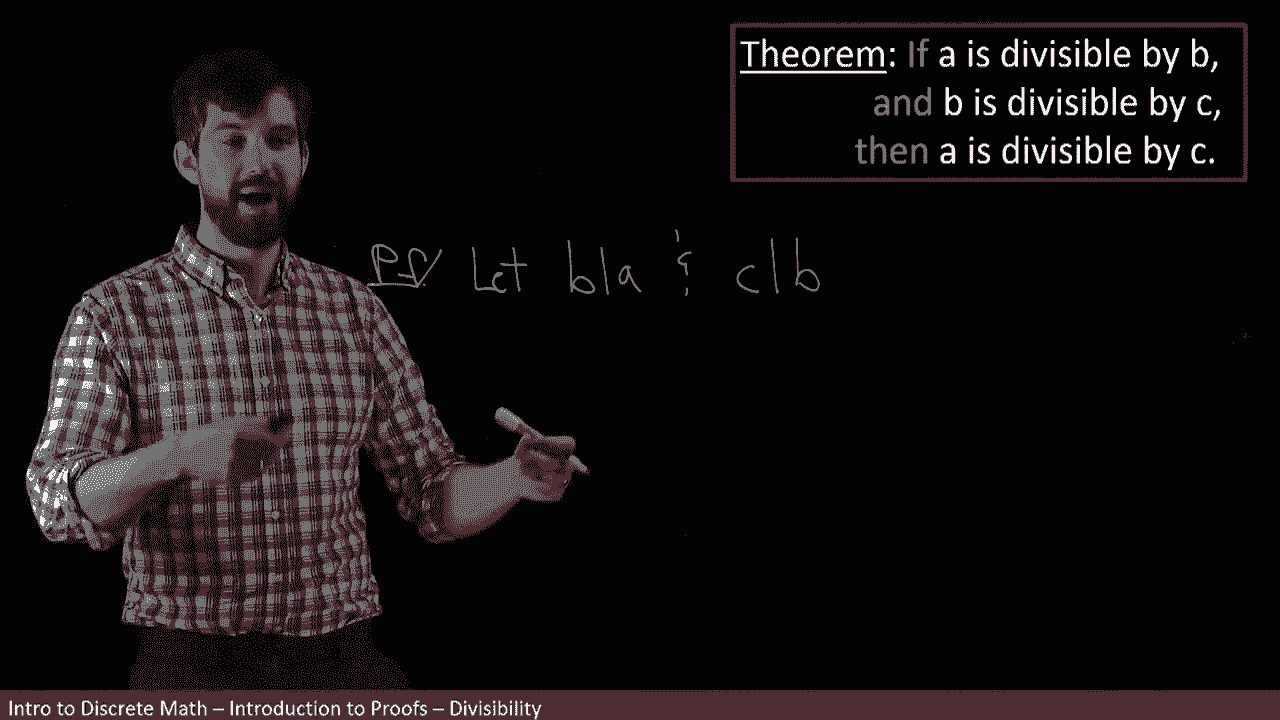 Theorem: If a is divisible by b,
and b is divisible by c,
then a is divisible by c.
Pf/ Let b|a & c|b
Intro to Discrete Math – Introduction to Proofs – Divisibility